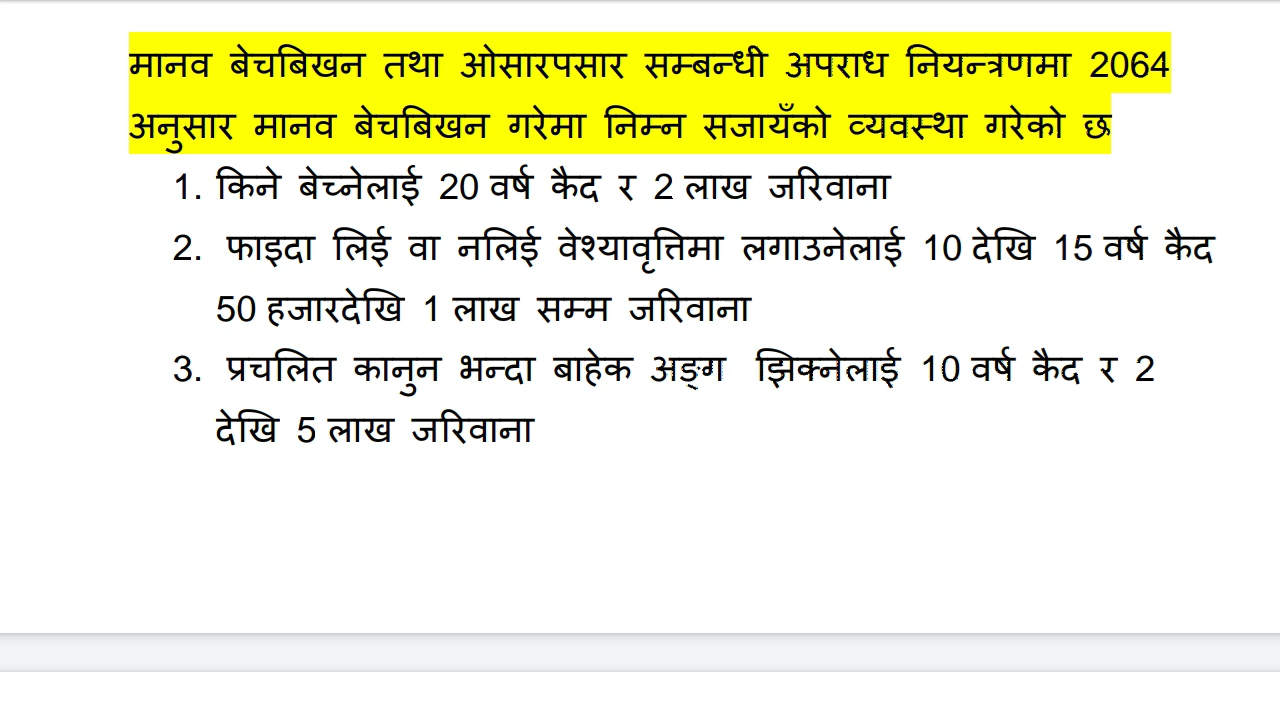 मानव बेचबिखन तथा ओसारपसार सम्बन्धी अपराध नियन्त्रणमा 2064
अनुसार मानव बेचबिखन गरेमा निम्न सजायँको व्यवस्था गरेको छ
1. किने बेच्नेलाई 20 वर्ष कैद र 2 लाख जरिवाना
2. फाइदा लिई वा नलिई वेश्यावृत्तिमा लगाउनेलाई 10 देखि 15 वर्ष कैद
50 हजारदेखि 1 लाख सम्म जरिवाना
3. प्रचलित कानुन भन्दा बाहेक अङ्ग झिक्नेलाई 10 वर्ष कैद र 2
देखि 5 लाख जरिवाना